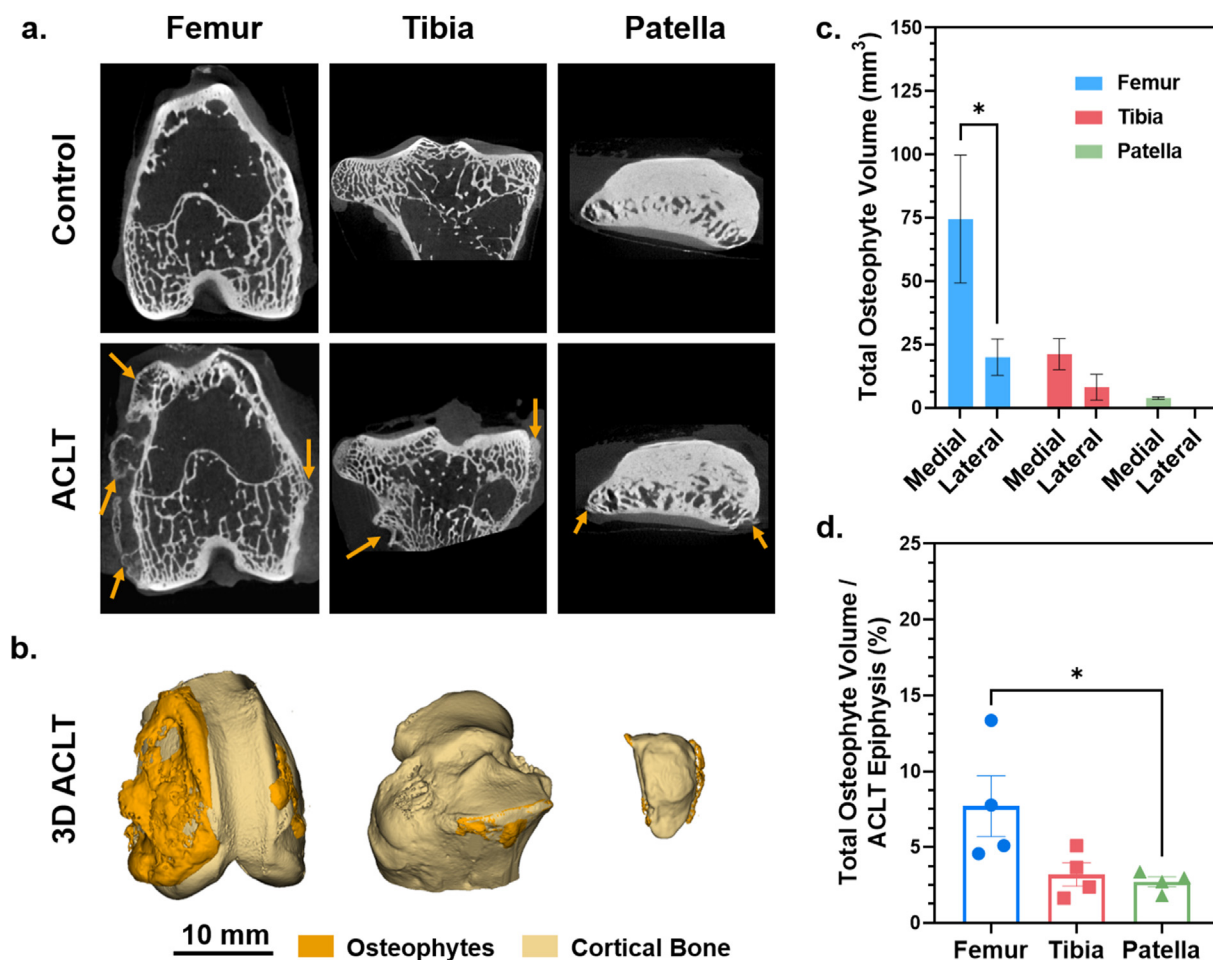 a.
Femur
Tibia
Patella
Control
ACLT
b.
3D ACLT
10 mm
Osteophytes
Cortical Bone
c.
Total Osteophyte Volume (mm³)
150
125
100
75
50
25
0
*
Femur
Tibia
Patella
Medial
Lateral
Medial
Lateral
Medial
Lateral
d.
Total Osteophyte Volume /
ACLT Epiphysis (%)
25
20
15
10
5
0
*
Femur
Tibia
Patella